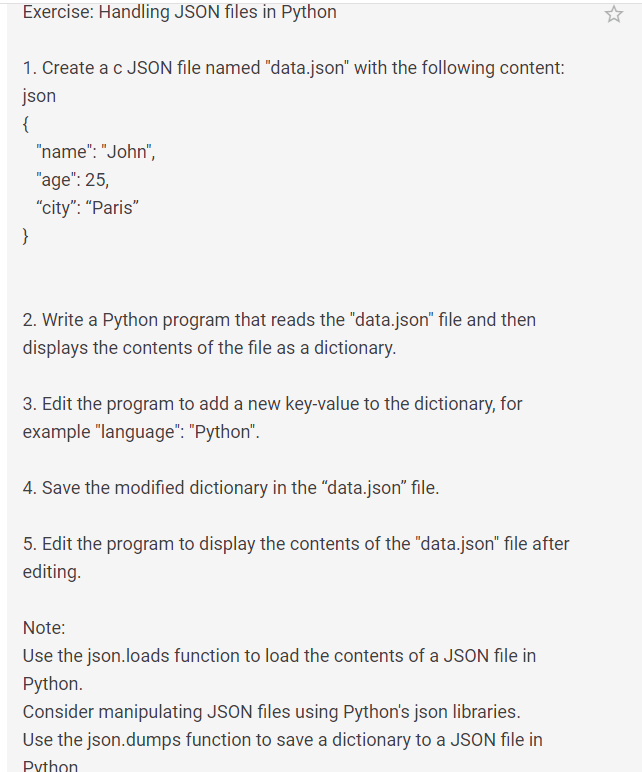 Exercise: Handling JSON files in Python
1. Create a c JSON file named "data.json" with the following content:
json
{
"name": "John",
"age": 25,
“city”: “Paris”
}
2. Write a Python program that reads the "data.json" file and then
displays the contents of the file as a dictionary.
3. Edit the program to add a new key-value to the dictionary, for
example "language": "Python".
4. Save the modified dictionary in the “data.json” file.
5. Edit the program to display the contents of the "data.json" file after
editing.
Note:
Use the json.loads function to load the contents of a JSON file in
Python.
Consider manipulating JSON files using Python's json libraries.
Use the json.dumps function to save a dictionary to a JSON file in
Python